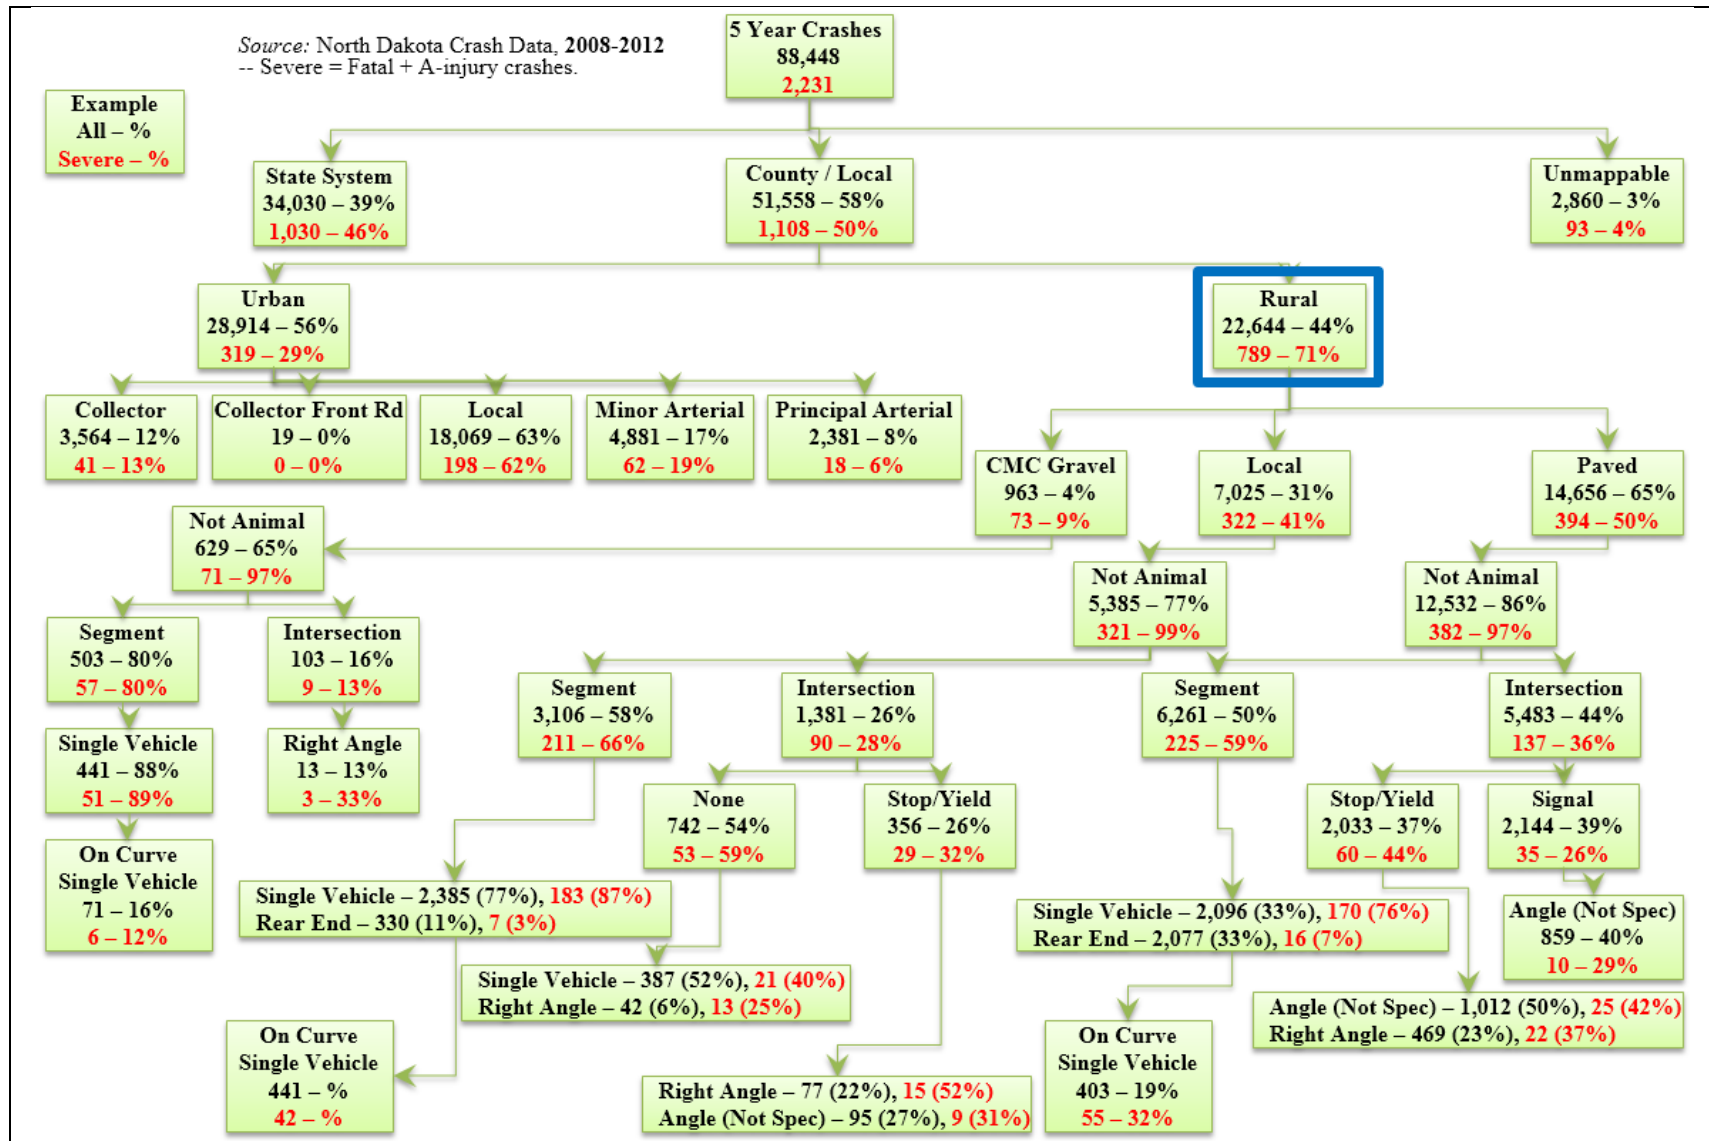 Source: North Dakota Crash Data, 2008-2012
-- Severe = Fatal + A-injury crashes.
5 Year Crashes
88,448
2,231
Example
All – %
Severe – %
State System
34,030 – 39%
1,030 – 46%
County / Local
51,558 – 58%
1,108 – 50%
Unmappable
2,860 – 3%
93 – 4%
Urban
28,914 – 56%
319 – 29%
Rural
22,644 – 44%
789 – 71%
Collector
3,564 – 12%
41 – 13%
Collector Front Rd
19 – 0%
0 – 0%
Local
18,069 – 63%
198 – 62%
Minor Arterial
4,881 – 17%
62 – 19%
Principal Arterial
2,381 – 8%
18 – 6%
CMC Gravel
963 – 4%
73 – 9%
Local
7,025 – 31%
322 – 41%
Paved
14,656 – 65%
394 – 50%
Not Animal
629 – 65%
71 – 97%
Not Animal
5,385 – 77%
321 – 99%
Not Animal
12,532 – 86%
382 – 97%
Segment
503 – 80%
57 – 80%
Intersection
103 – 16%
9 – 13%
Segment
3,106 – 58%
211 – 66%
Intersection
1,381 – 26%
90 – 28%
Segment
6,261 – 50%
225 – 59%
Intersection
5,483 – 44%
137 – 36%
Single Vehicle
441 – 88%
51 – 89%
Right Angle
13 – 13%
3 – 33%
None
742 – 54%
53 – 59%
Stop/Yield
356 – 26%
29 – 32%
Stop/Yield
2,033 – 37%
60 – 44%
Signal
2,144 – 39%
35 – 26%
On Curve
Single Vehicle
71 – 16%
6 – 12%
Single Vehicle – 2,385 (77%), 183 (87%)
Rear End – 330 (11%), 7 (3%)
Single Vehicle – 2,096 (33%), 170 (76%)
Rear End – 2,077 (33%), 16 (7%)
Angle (Not Spec)
859 – 40%
10 – 29%
Single Vehicle – 387 (52%), 21 (40%)
Right Angle – 42 (6%), 13 (25%)
Angle (Not Spec) – 1,012 (50%), 25 (42%)
Right Angle – 469 (23%), 22 (37%)
On Curve
Single Vehicle
441 – %
42 – %
Right Angle – 77 (22%), 15 (52%)
Angle (Not Spec) – 95 (27%), 9 (31%)
On Curve
Single Vehicle
403 – 19%
55 – 32%